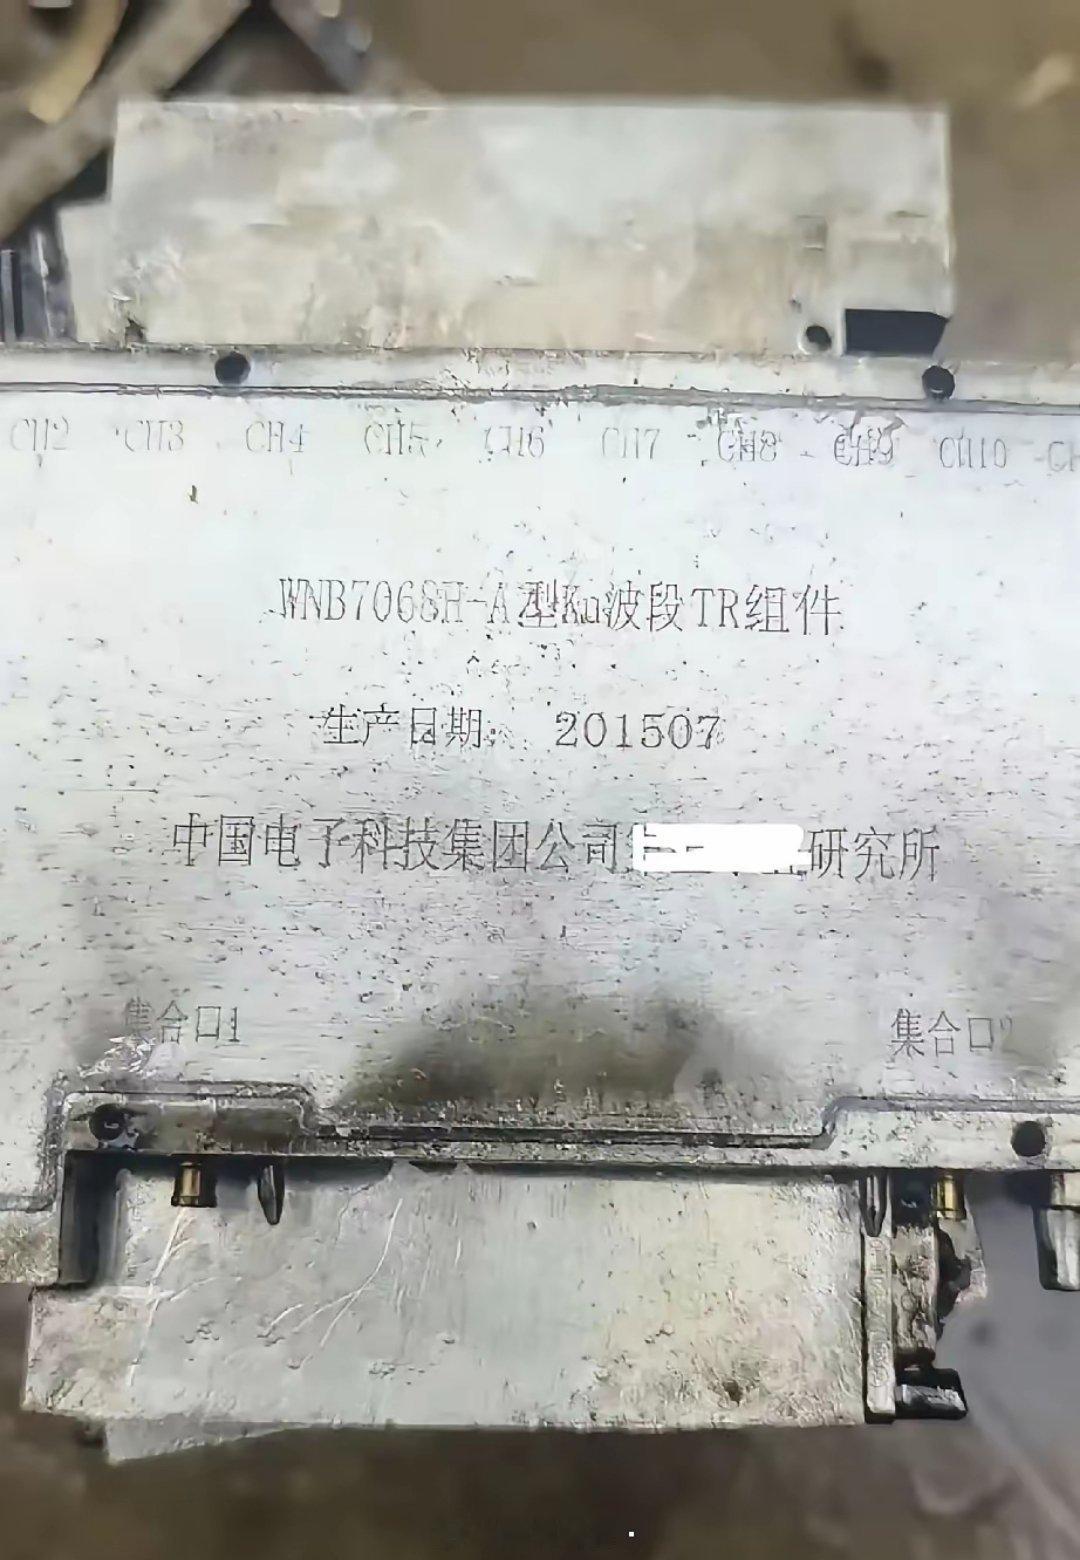 CH2 CH3 CH4 CH5 CH6 CH7 CH8 CH9 CH10
WNB7068H-A型Ku波段TR组件
生产日期: 201507
中国电子科技集团公司 研究所
集合口1 集合口2